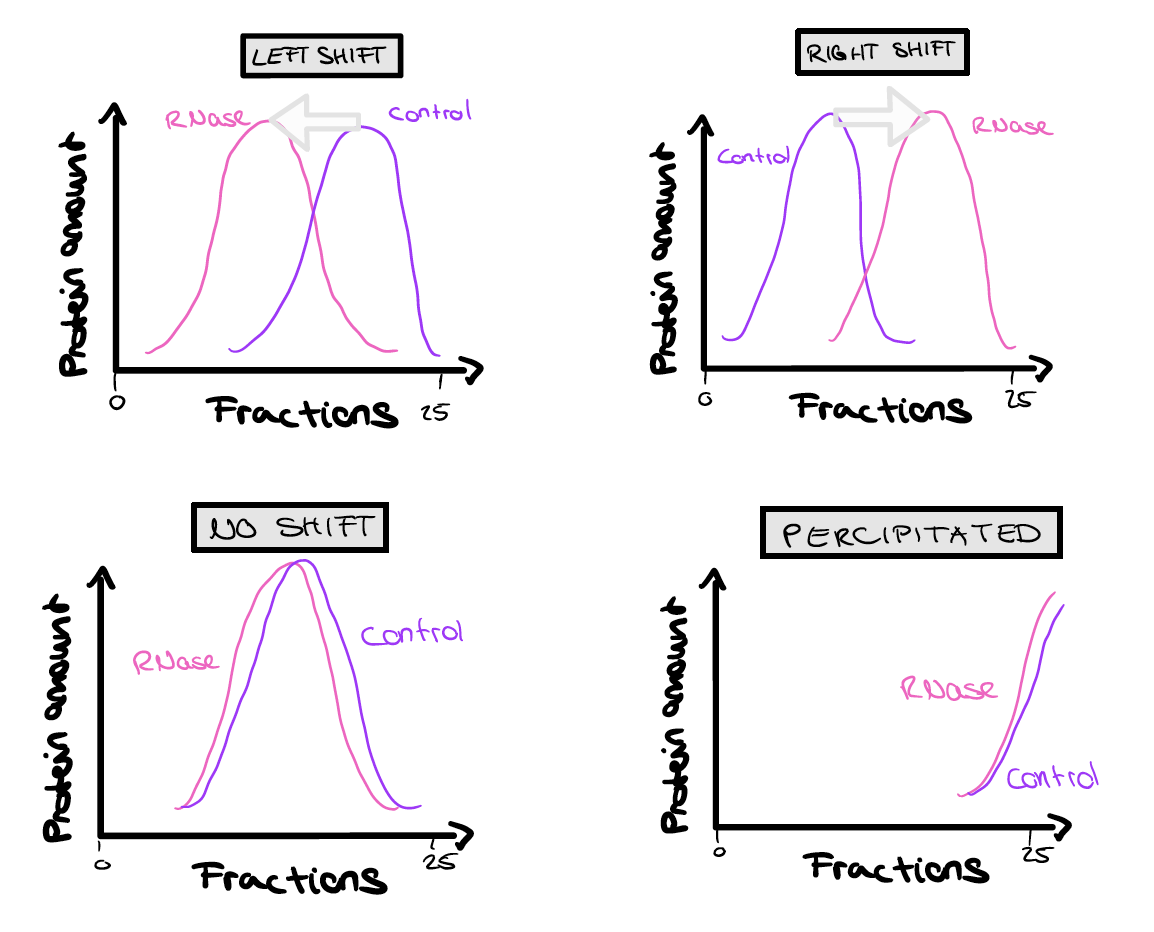 LEFT SHIFT
RNase
Control
Protein amount
0
Fractions
25
RIGHT SHIFT
Control
RNase
Protein amount
0
Fractions
25
NO SHIFT
RNase
Control
Protein amount
0
Fractions
25
PERCIPITATED
RNase
Control
Protein amount
0
Fractions
25